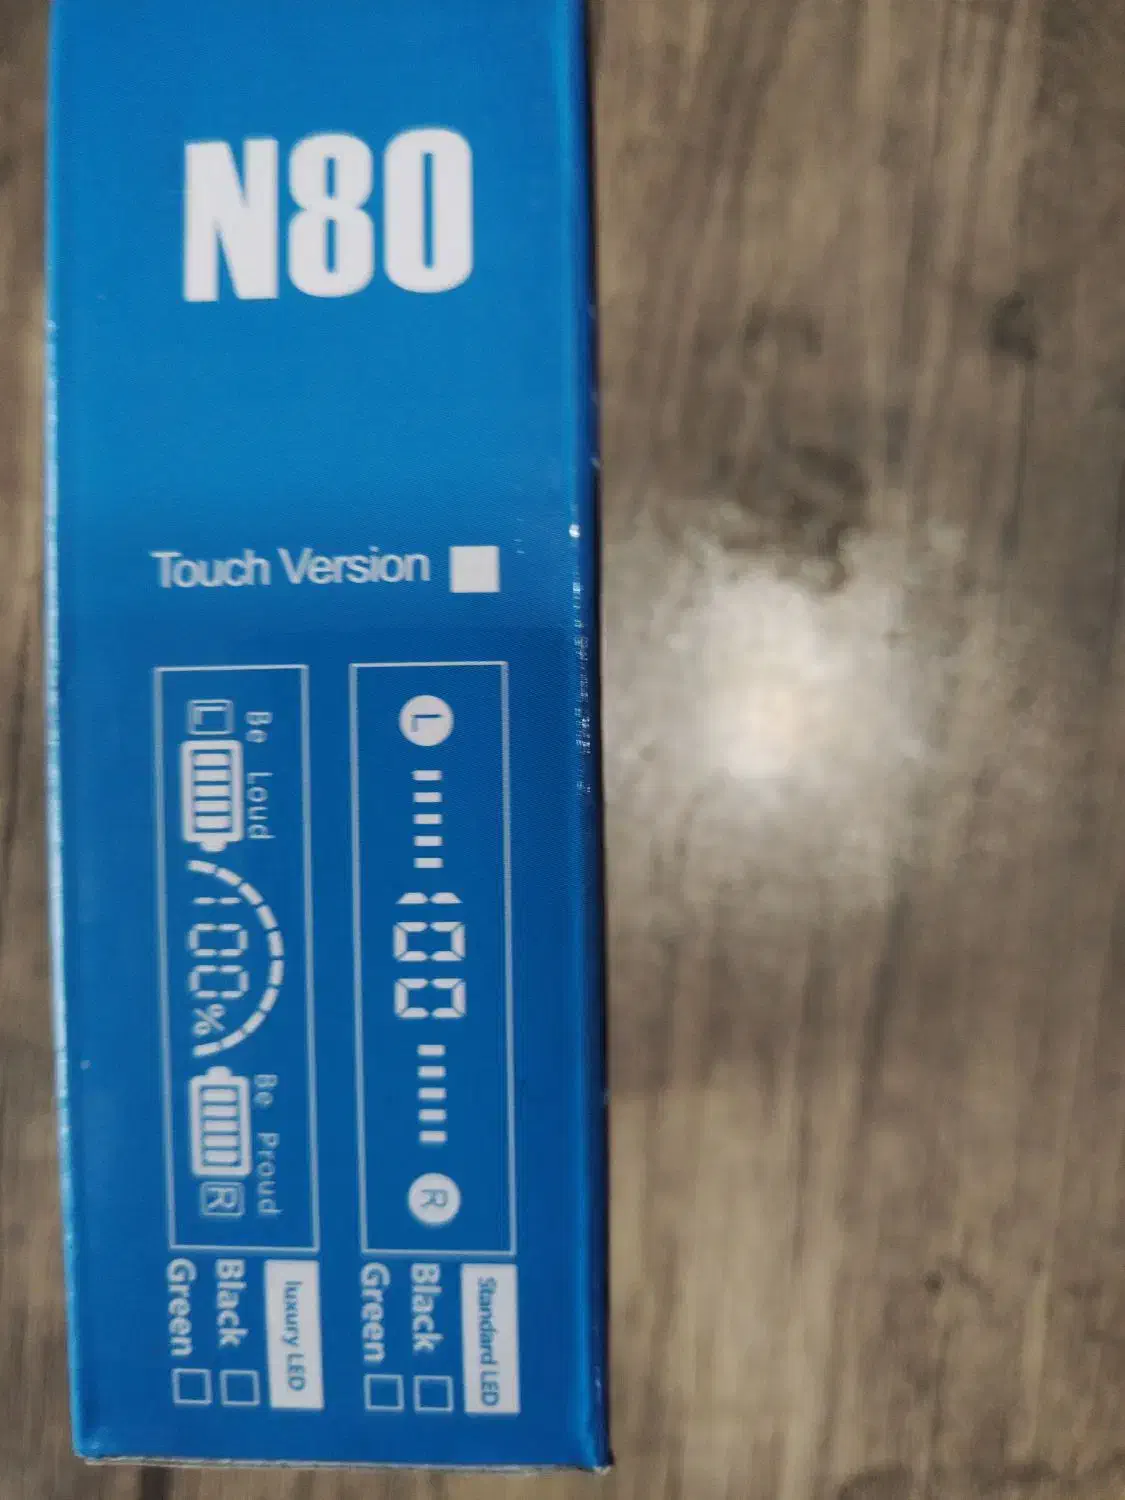 N80
Touch Version
L 100 R
Standard LED
Black
Green
Be Loud Be Proud
L 100% R
luxury LED
Black
Green